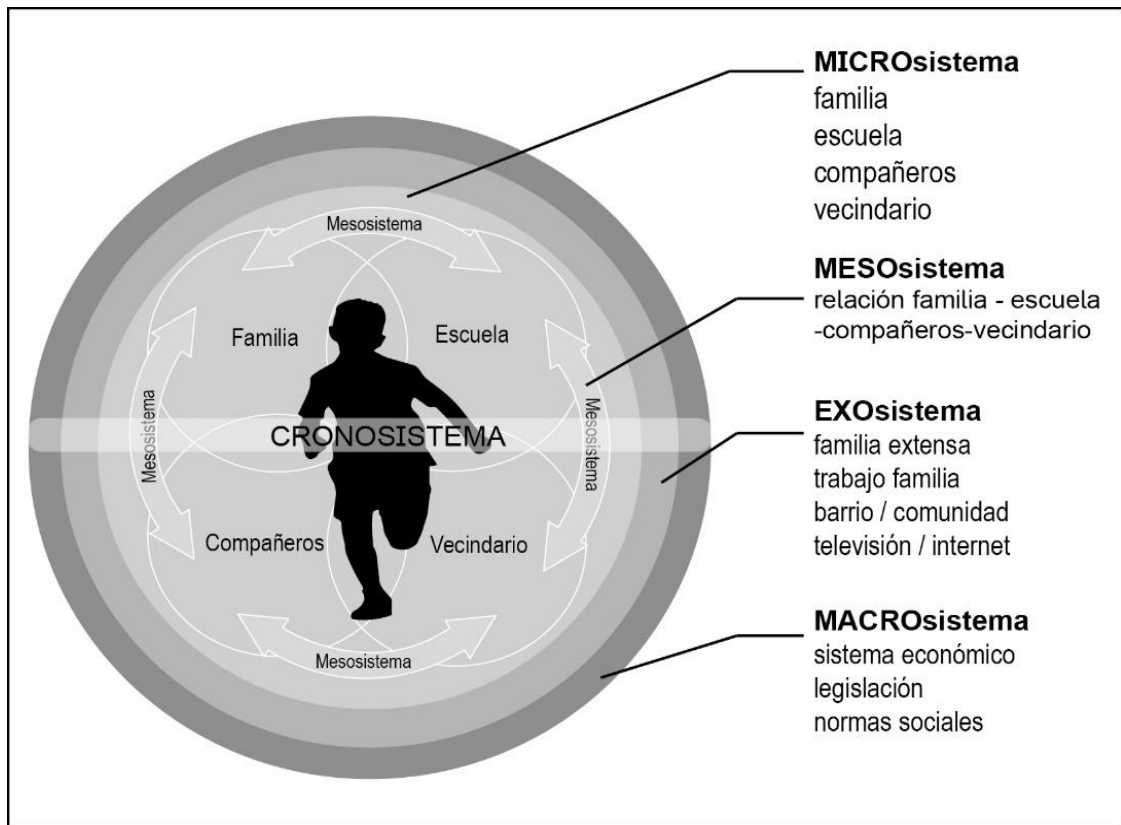 MICROsistema
familia
escuela
compañeros
vecindario
MESOsistema
relación familia - escuela
-compañeros-vecindario
EXOsistema
familia extensa
trabajo familia
barrio / comunidad
televisión / internet
MACROsistema
sistema económico
legislación
normas sociales
Mesosistema
Familia
Escuela
Mesosistema
CRONOSISTEMA
Mesosistema
Compañeros
Vecindario
Mesosistema